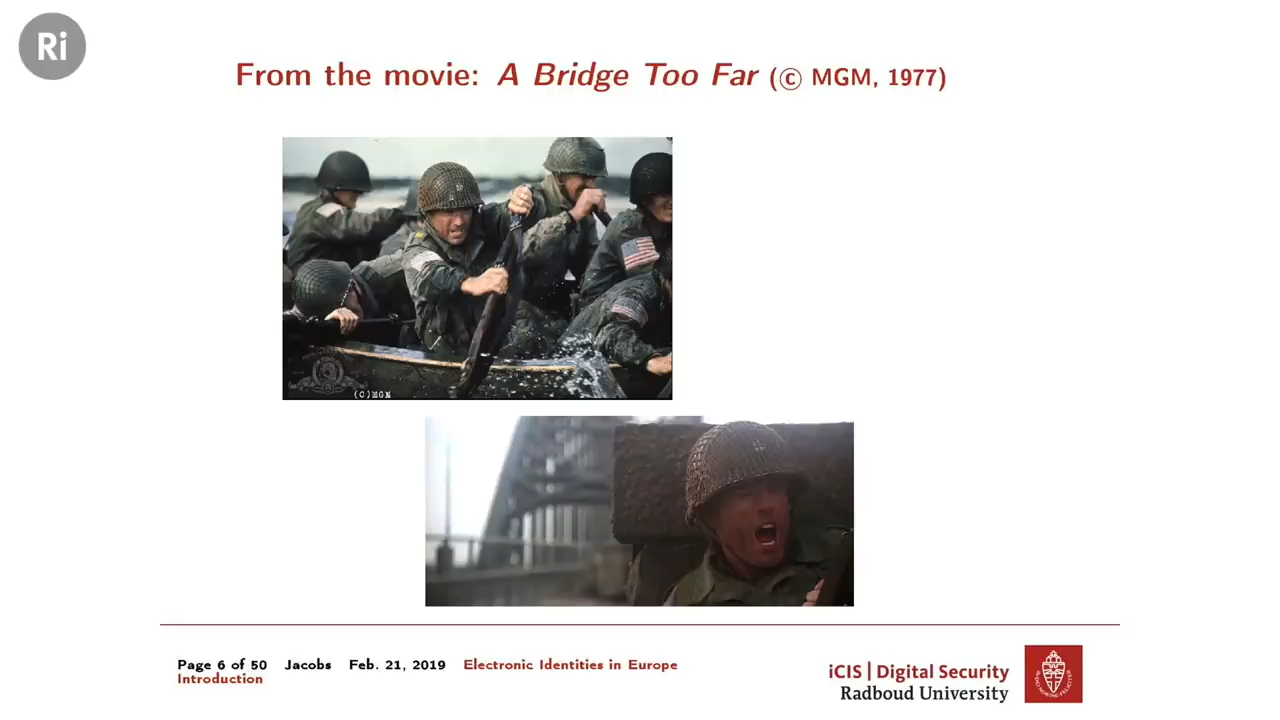 Ri
From the movie: A Bridge Too Far (© MGM, 1977)
(C)MGM
Page 6 of 50 Jacobs Feb. 21, 2019 Electronic Identities in Europe
Introduction
iCIS | Digital Security
Radboud University